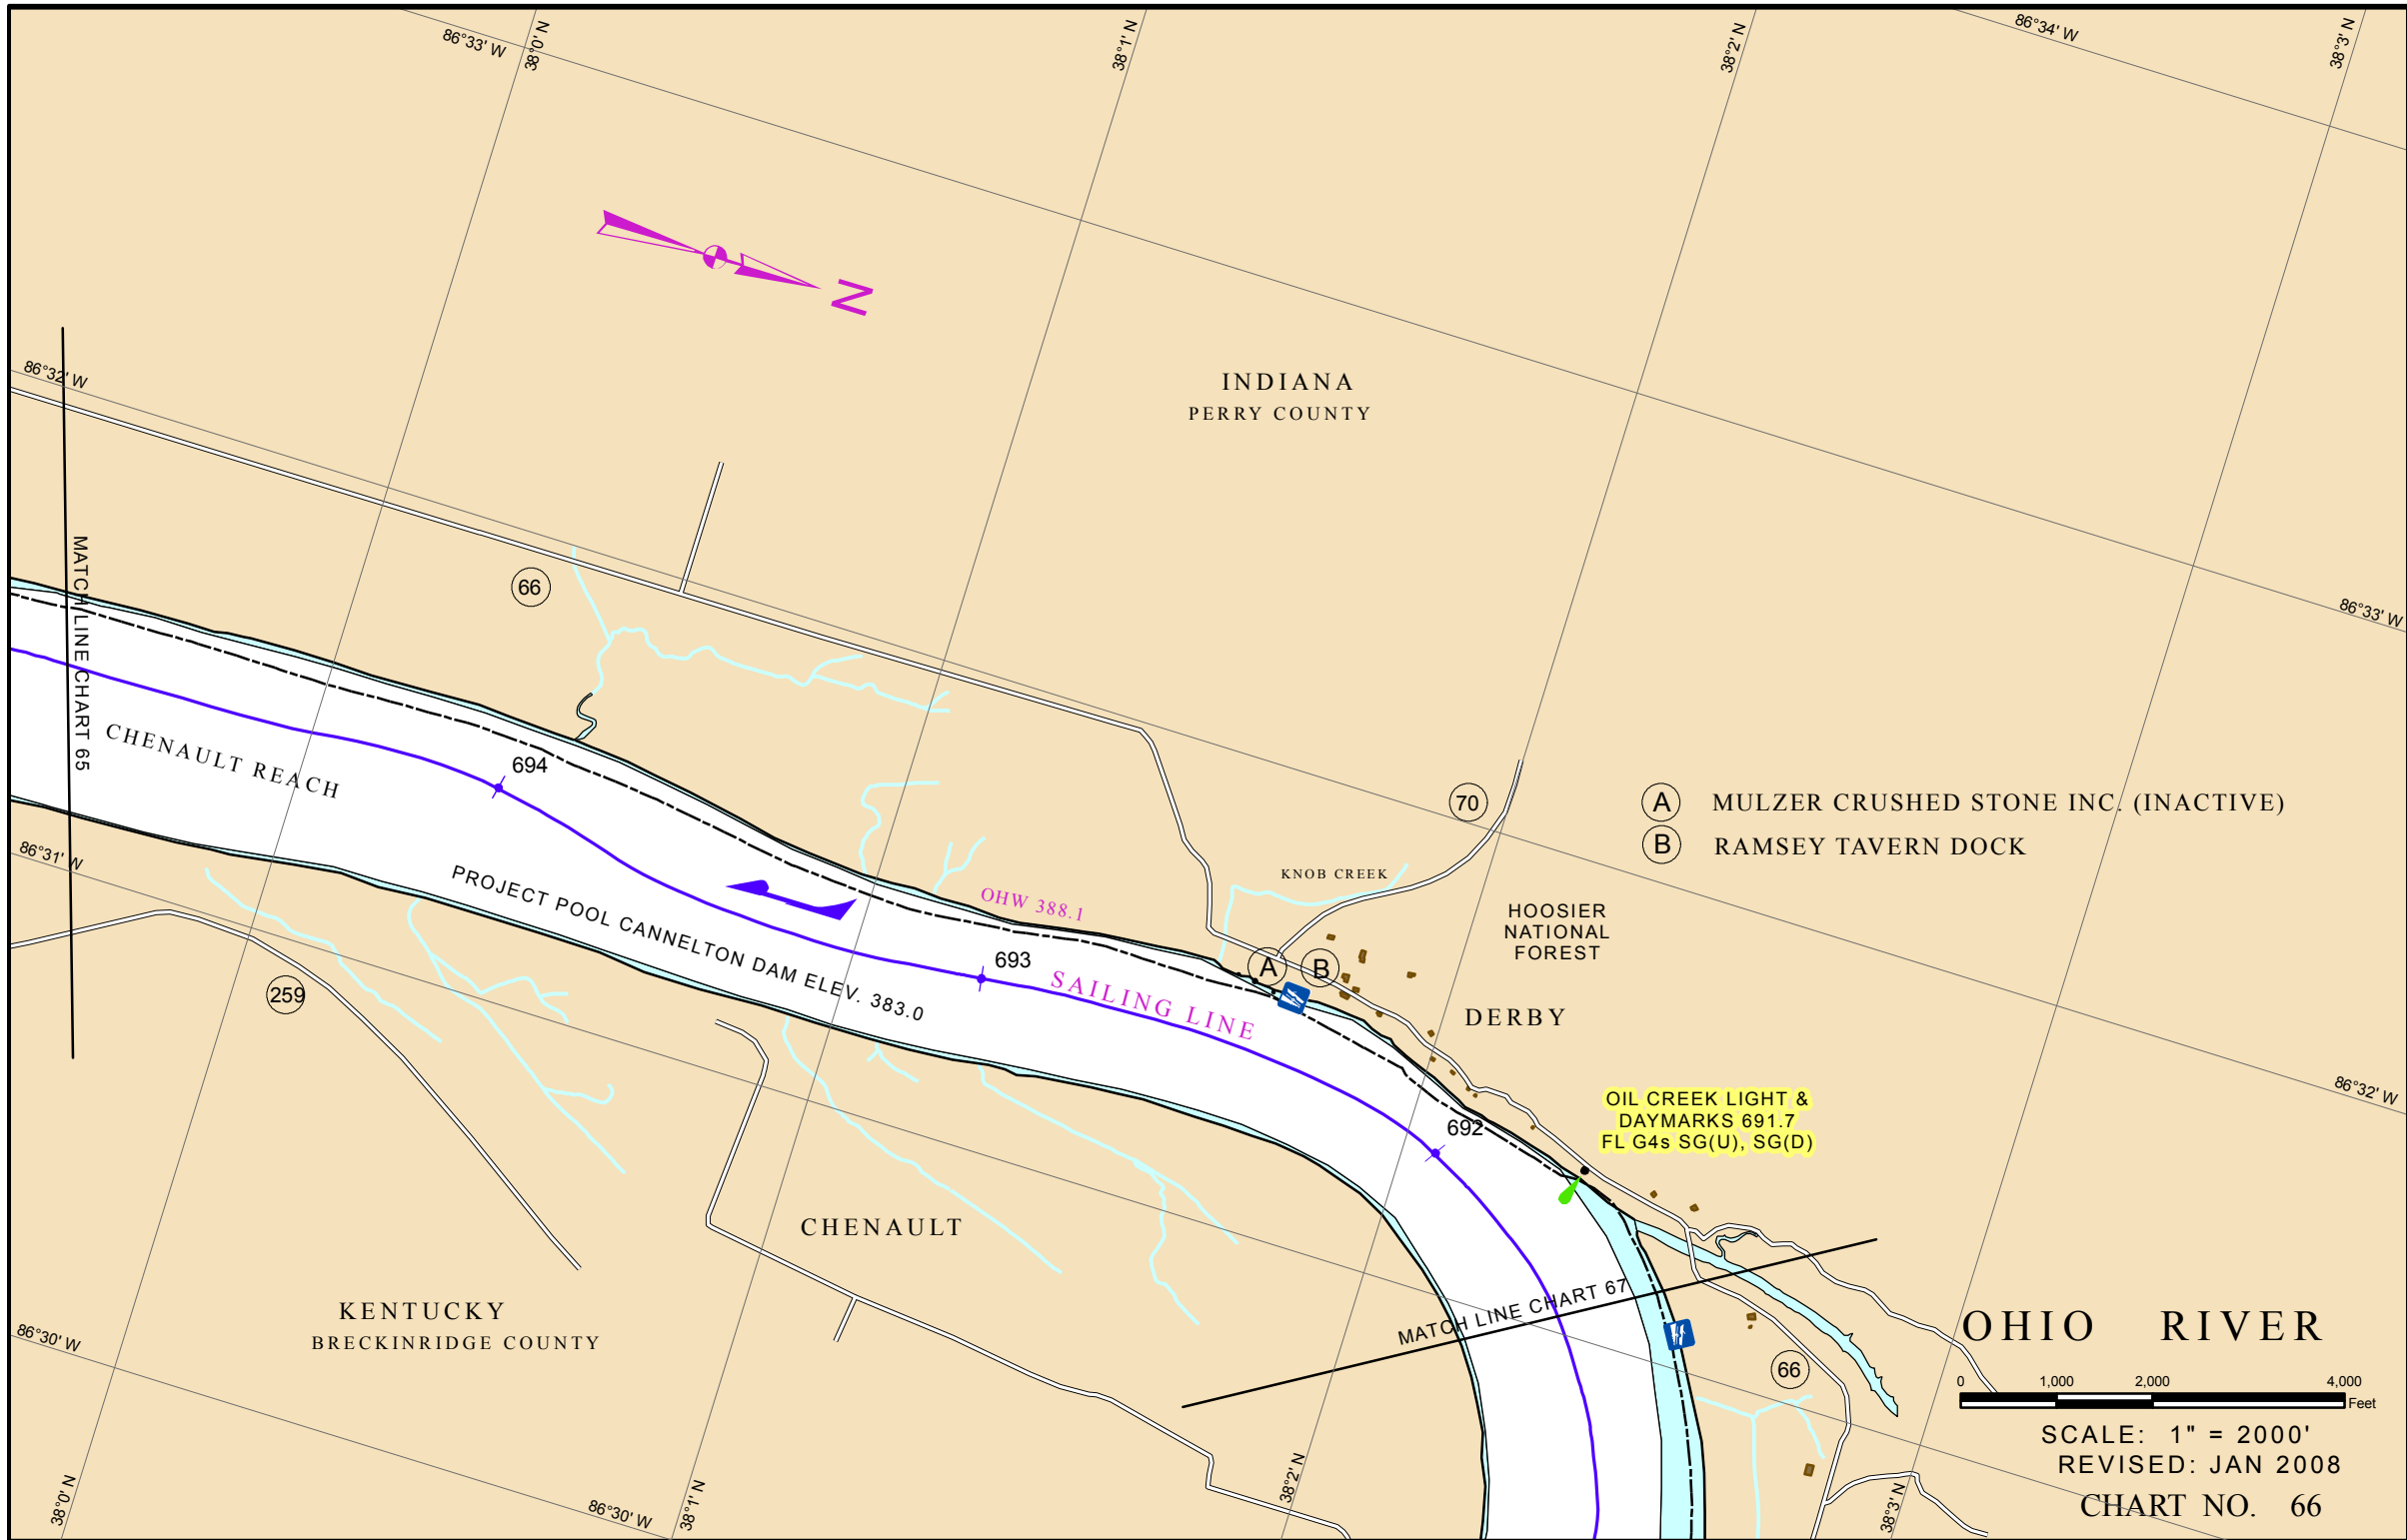 86°33' W
38°0' N
38°1' N
38°2' N
86°34' W
38°3' N
N
86°32' W
INDIANA
PERRY COUNTY
MATCH LINE CHART 65
66
86°33' W
CHENAULT REACH
694
70
A MULZER CRUSHED STONE INC. (INACTIVE)
B RAMSEY TAVERN DOCK
86°31' W
PROJECT POOL CANNELTON DAM ELEV. 383.0
OHW 388.1
KNOB CREEK
HOOSIER
NATIONAL
FOREST
693
SAILING LINE
A
B
259
DERBY
86°32' W
OIL CREEK LIGHT &
DAYMARKS 691.7
FL G4s SG(U), SG(D)
692
CHENAULT
KENTUCKY
BRECKINRIDGE COUNTY
MATCH LINE CHART 67
86°30' W
66
OHIO RIVER
0 1,000 2,000 4,000
Feet
SCALE: 1" = 2000'
REVISED: JAN 2008
CHART NO. 66
38°0' N
86°30' W
38°1' N
38°2' N
38°3' N